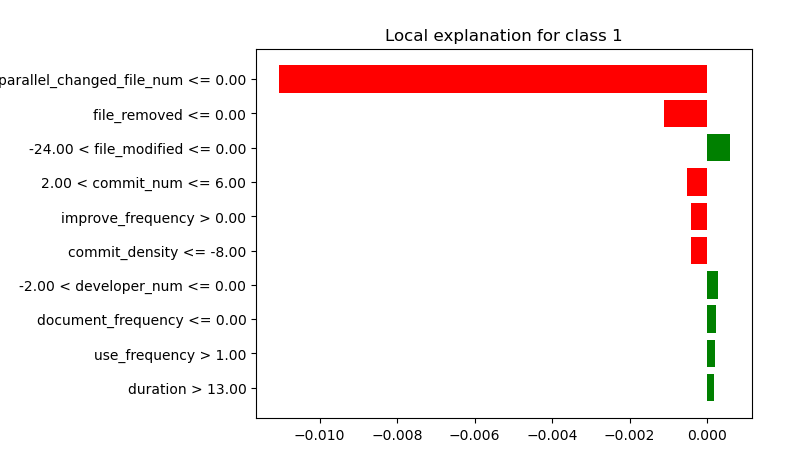 Local explanation for class 1
parallel_changed_file_num <= 0.00
file_removed <= 0.00
-24.00 < file_modified <= 0.00
2.00 < commit_num <= 6.00
improve_frequency > 0.00
commit_density <= -8.00
-2.00 < developer_num <= 0.00
document_frequency <= 0.00
use_frequency > 1.00
duration > 13.00
−0.010 −0.008 −0.006 −0.004 −0.002 0.000